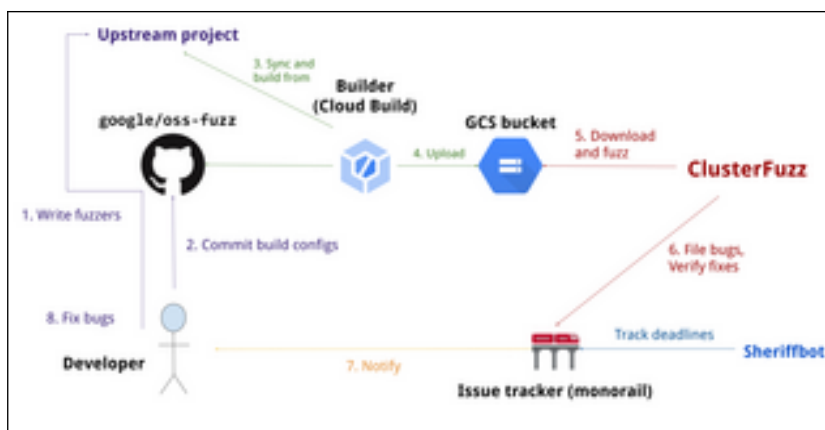 Upstream project
3. Sync and
build from
Builder
(Cloud Build)
google/oss-fuzz
GCS bucket
4. Upload
5. Download
and fuzz
ClusterFuzz
1. Write fuzzers
2. Commit build configs
6. File bugs,
Verify fixes
8. Fix bugs
Developer
7. Notify
Track deadlines
Sheriffbot
Issue tracker (monorail)